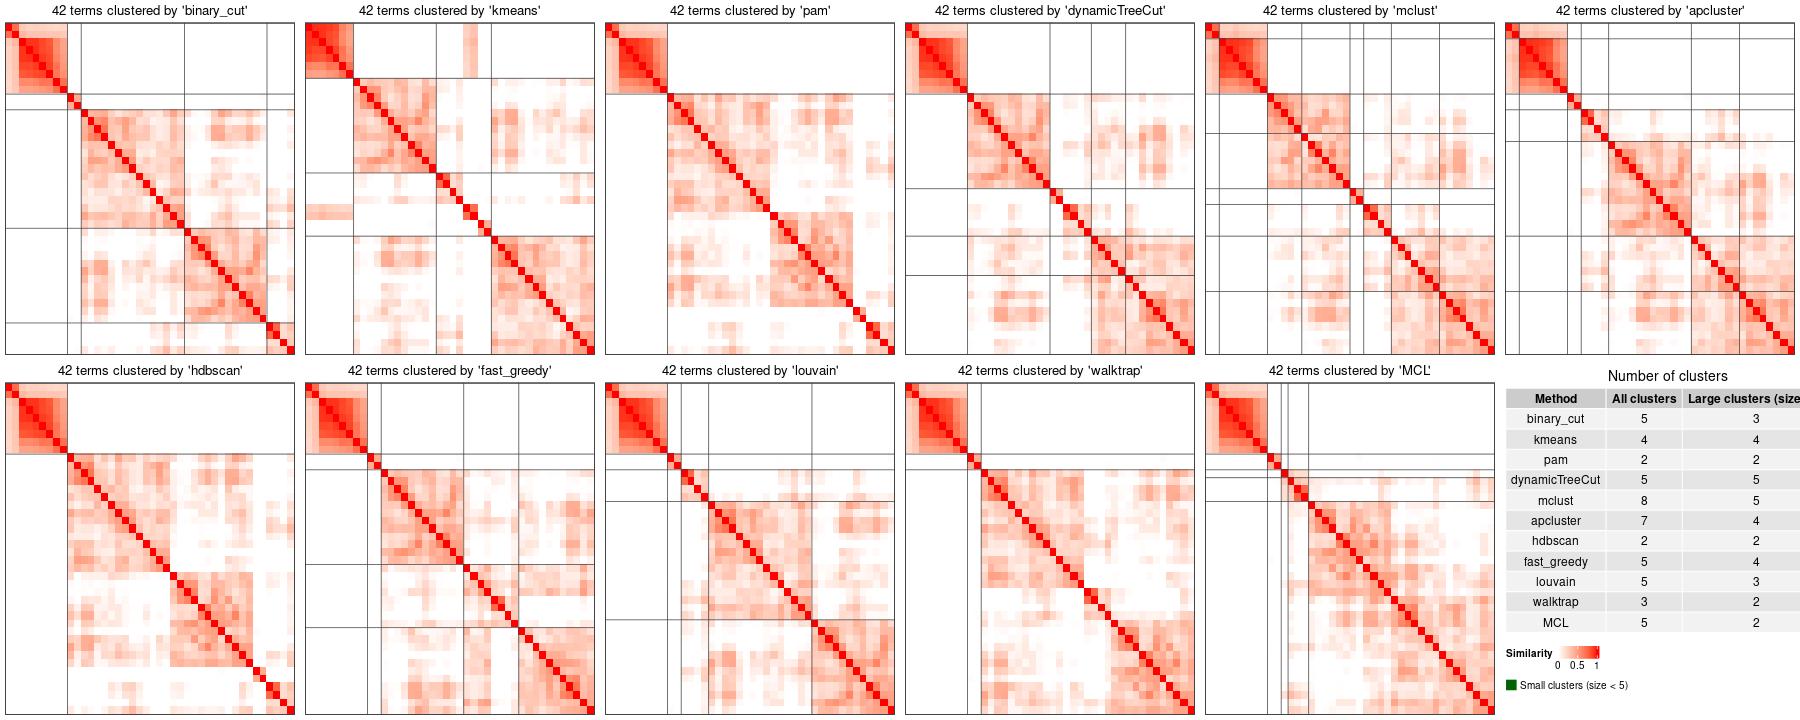 42 terms clustered by 'binary_cut'
42 terms clustered by 'kmeans'
42 terms clustered by 'pam'
42 terms clustered by 'dynamicTreeCut'
42 terms clustered by 'mclust'
42 terms clustered by 'apcluster'
42 terms clustered by 'hdbscan'
42 terms clustered by 'fast_greedy'
42 terms clustered by 'louvain'
42 terms clustered by 'walktrap'
42 terms clustered by 'MCL'
Number of clusters
Method All clusters Large clusters (size
binary_cut 5 3
kmeans 4 4
pam 2 2
dynamicTreeCut 5 5
mclust 8 5
apcluster 7 4
hdbscan 2 2
fast_greedy 5 4
louvain 5 3
walktrap 3 2
MCL 5 2
Similarity
0 0.5 1
Small clusters (size < 5)